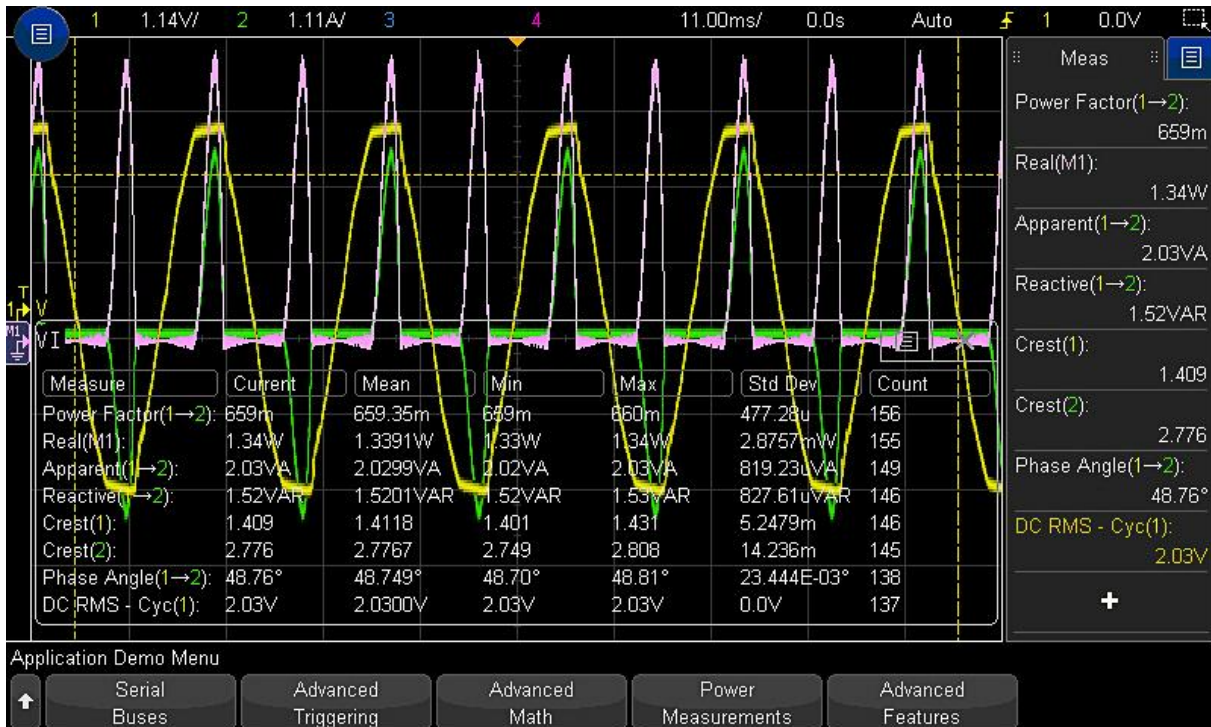 1 1.14V/ 2 1.11A/ 3 4 11.00ms/ 0.0s Auto 1 0.0V
Meas
Power Factor(1→2):
659m
Real(M1):
1.34W
Apparent(1→2):
2.03VA
Reactive(1→2):
1.52VAR
Crest(1):
1.409
Crest(2):
2.776
Phase Angle(1→2):
48.76°
DC RMS - Cyc(1):
2.03V
+
T
1 V
M1 VI
Measure Current Mean Min Max Std Dev Count
Power Factor(1→2): 659m 659.35m 659m 660m 477.28u 156
Real(M1): 1.34W 1.3391W 1.33W 1.34W 2.8757mW 155
Apparent(1→2): 2.03VA 2.0299VA 2.02VA 2.03VA 819.23uVA 149
Reactive(1→2): 1.52VAR 1.5201VAR 1.52VAR 1.53VAR 827.61uVAR 146
Crest(1): 1.409 1.4118 1.401 1.431 5.2479m 146
Crest(2): 2.776 2.7767 2.749 2.808 14.236m 145
Phase Angle(1→2): 48.76° 48.749° 48.70° 48.81° 23.444E-03° 138
DC RMS - Cyc(1): 2.03V 2.0300V 2.03V 2.03V 0.0V 137
Application Demo Menu
Serial
Buses
Advanced
Triggering
Advanced
Math
Power
Measurements
Advanced
Features